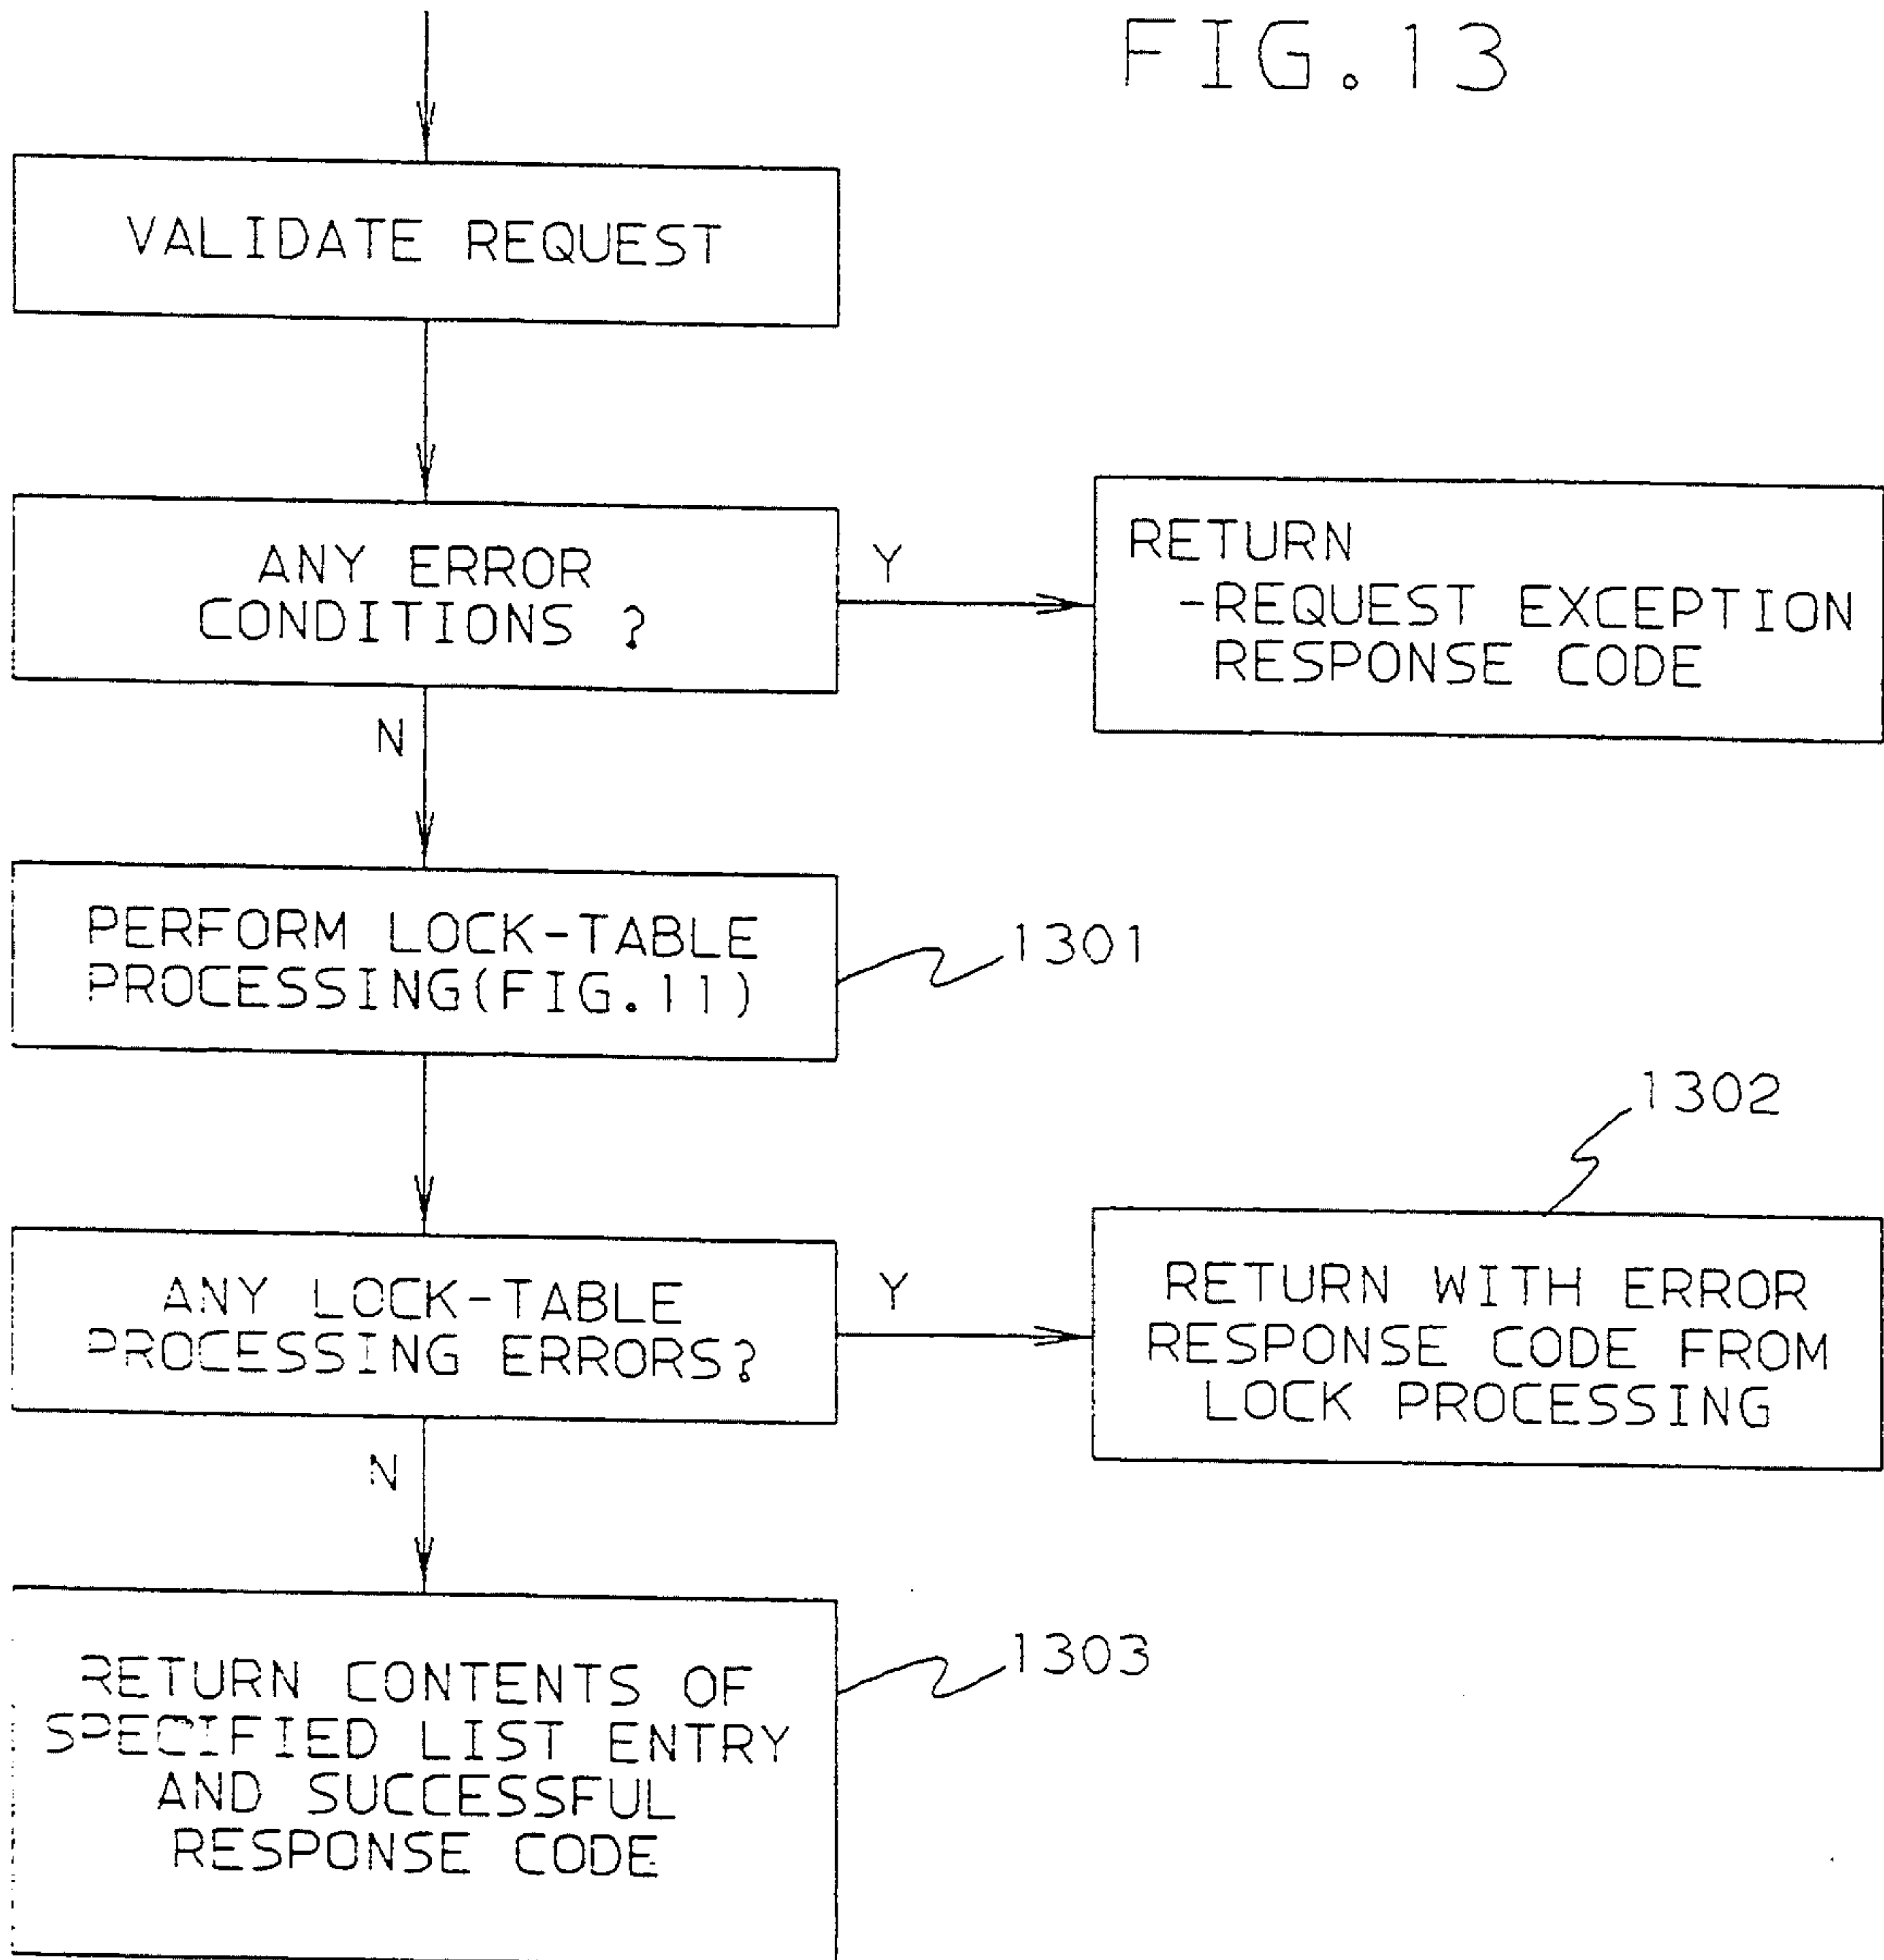 FIG.13
VALIDATE REQUEST
ANY ERROR
CONDITIONS ?
Y
RETURN
-REQUEST EXCEPTION
RESPONSE CODE
N
PERFORM LOCK-TABLE
PROCESSING(FIG.11)
1301
ANY LOCK-TABLE
PROCESSING ERRORS?
Y
1302
RETURN WITH ERROR
RESPONSE CODE FROM
LOCK PROCESSING
N
RETURN CONTENTS OF
SPECIFIED LIST ENTRY
AND SUCCESSFUL
RESPONSE CODE
1303